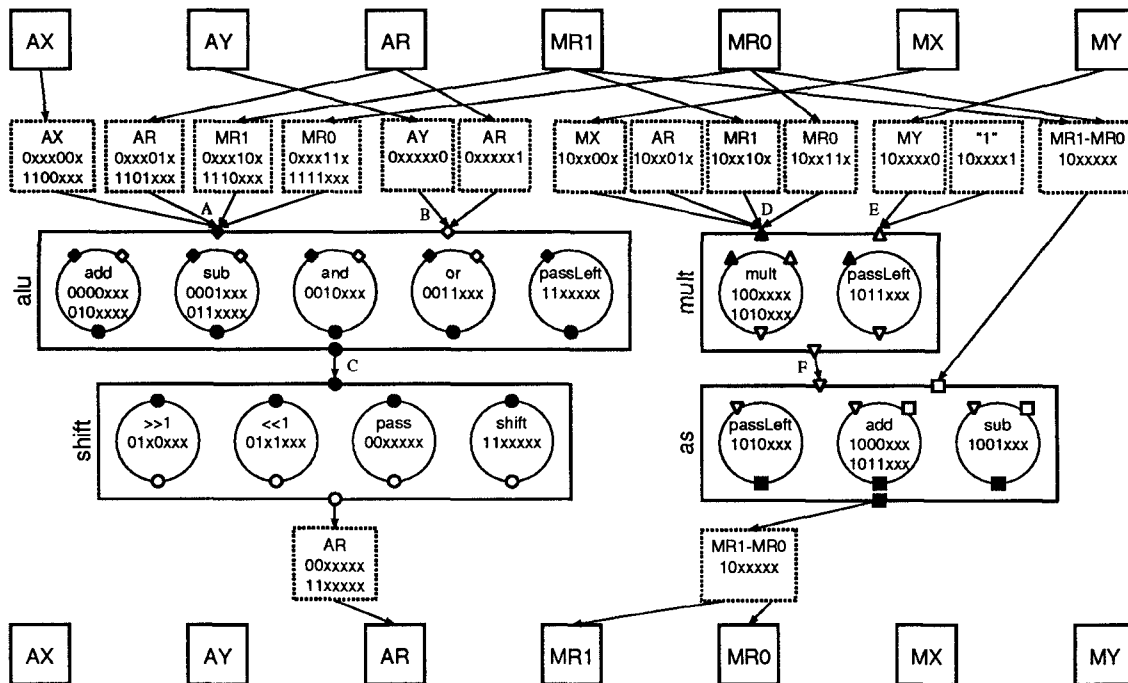 AX AY AR MR1 MR0 MX MY
AX AR MR1 MR0 AY AR MX AR MR1 MR0 MY "1" MR1-MR0
0xxx00x 0xxx01x 0xxx10x 0xxx11x 0xxxxx0 0xxxxx1 10xx00x 10xx01x 10xx10x 10xx11x 10xxxx0 10xxxx1 10xxxxx
1100xxx 1101xxx 1110xxx 1111xxx
A B D E
alu
add sub and or passLeft
0000xxx 0001xxx 0010xxx 0011xxx 11xxxxx
010xxxx 011xxxx
mult
mult passLeft
100xxxx 1011xxx
1010xxx
C F
shift
>>1 <<1 pass shift
01x0xxx 01x1xxx 00xxxxx 11xxxxx
as
passLeft add sub
1010xxx 1000xxx 1001xxx
1011xxx
AR MR1-MR0
00xxxxx 10xxxxx
11xxxxx
AX AY AR MR1 MR0 MX MY